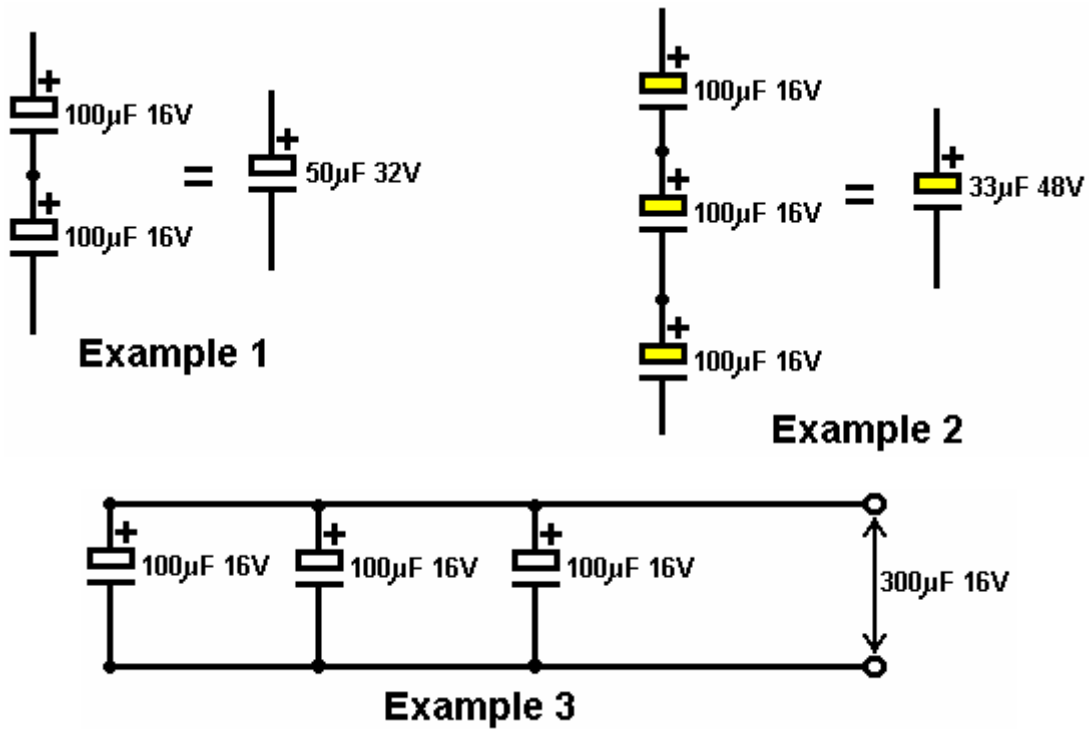 +
100µF 16V
+
100µF 16V
=
+
50µF 32V
Example 1
+
100µF 16V
+
100µF 16V
+
100µF 16V
=
+
33µF 48V
Example 2
+
100µF 16V
+
100µF 16V
+
100µF 16V
300µF 16V
Example 3